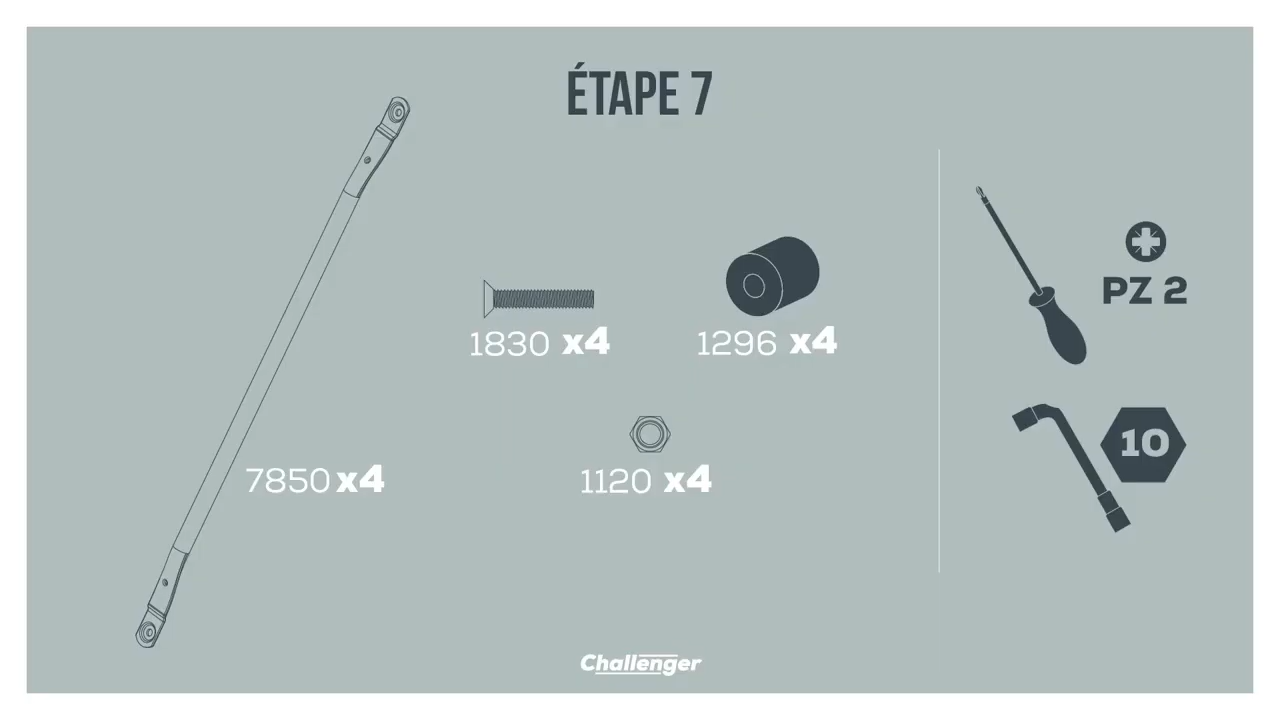 ÉTAPE 7
1830 x4
1296 x4
PZ 2
10
7850 x4
1120 x4
Challenger